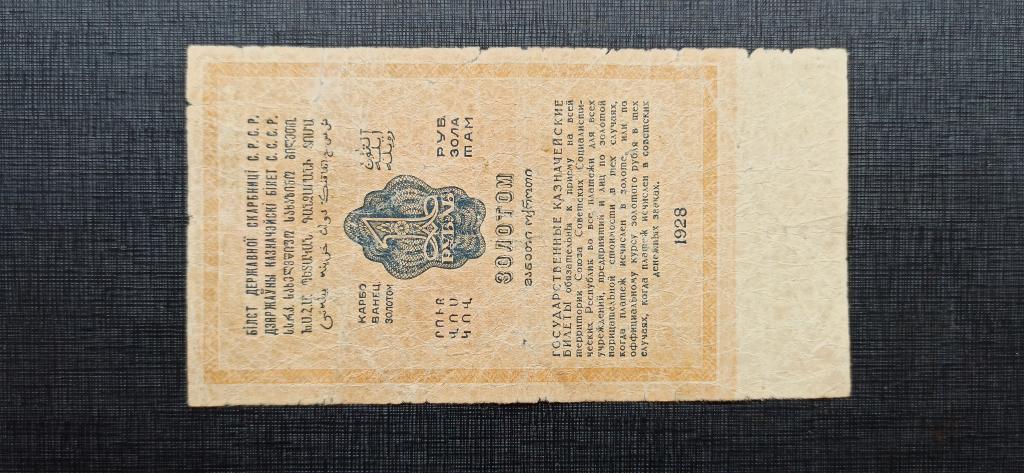 БІЛЕТ ДЕРЖАВНОЇ СКАРБНИЦІ С.Р.С.Р.
ДЗЯРЖАЎНЫ КАЗНАЧЭЙСКІ БІЛЕТ С.С.С.Р.
КАРБО
ВАНЕЦ
ЗОЛОТОМ
1
РУБЛЬ
РУБ.
ЗОЛА
ТАМ
ЗОЛОТОМ
ГОСУДАРСТВЕННЫЕ КАЗНАЧЕЙСКИЕ
БИЛЕТЫ обязательны к приему на всей
территории Союза Советских Социалисти-
ческих Республик во все платежи для всех
учреждений, предприятий и лиц по золотой
нарицательной стоимости в тех случаях,
когда платеж исчислен в золоте, или по
оффициальному курсу золотого рубля в тех
случаях, когда платеж исчислен в советских
денежных знаках.
1928